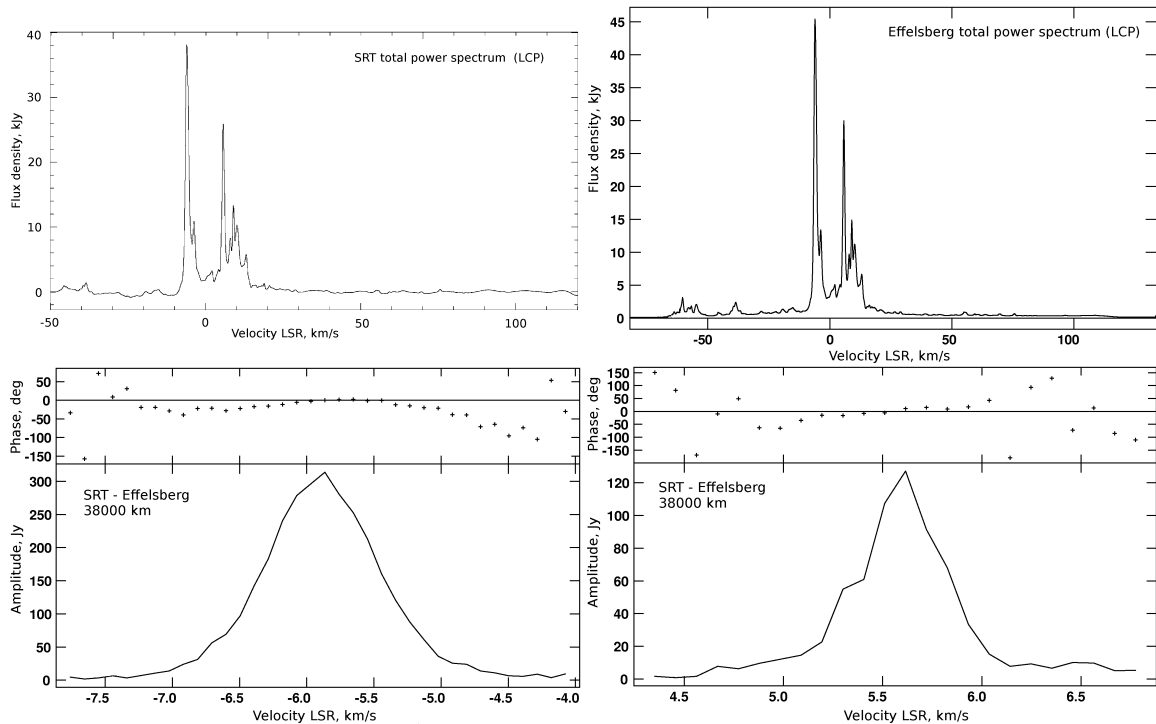 SRT total power spectrum (LCP)
Flux density, kJy
40
30
20
10
0
-50 0 50 100
Velocity LSR, km/s
Effelsberg total power spectrum (LCP)
Flux density, kJy
45
40
35
30
25
20
15
10
5
0
-50 0 50 100
Velocity LSR, km/s
Phase, deg
50
0
-50
-100
-150
SRT - Effelsberg
38000 km
Amplitude, Jy
300
250
200
150
100
50
0
-7.5 -7.0 -6.5 -6.0 -5.5 -5.0 -4.5 -4.0
Velocity LSR, km/s
Phase, deg
150
100
50
0
-50
-100
-150
SRT - Effelsberg
38000 km
Amplitude, Jy
120
100
80
60
40
20
0
4.5 5.0 5.5 6.0 6.5
Velocity LSR, km/s